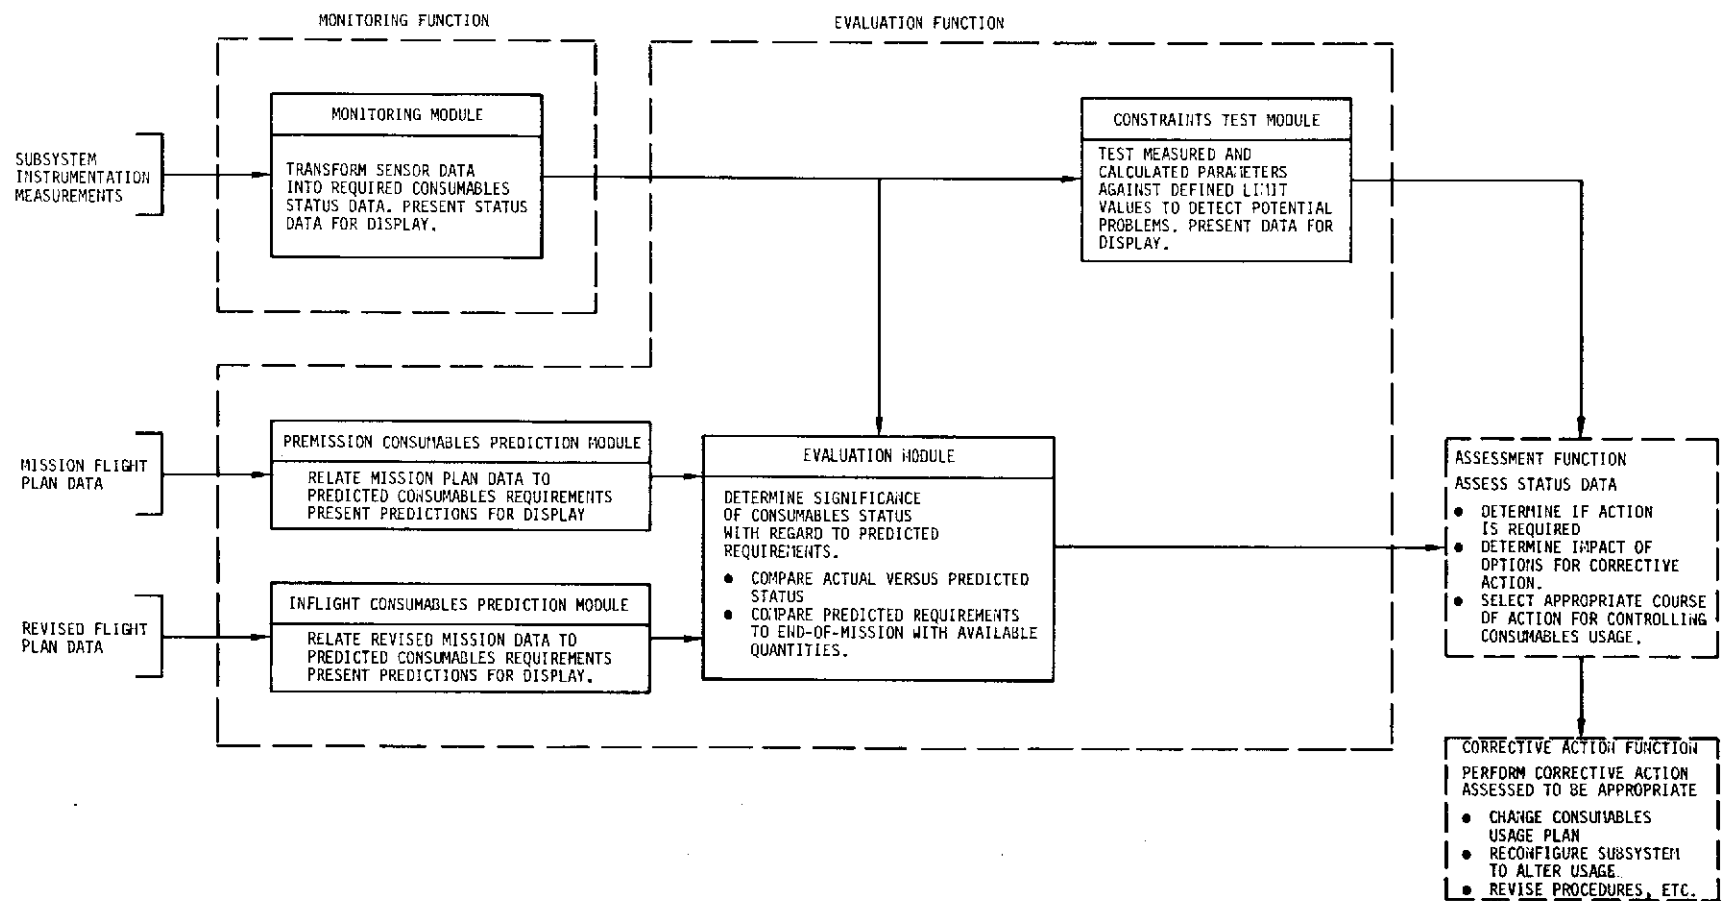 MONITORING FUNCTION
EVALUATION FUNCTION
SUBSYSTEM
INSTRUMENTATION
MEASUREMENTS
MONITORING MODULE
TRANSFORM SENSOR DATA
INTO REQUIRED CONSUMABLES
STATUS DATA. PRESENT STATUS
DATA FOR DISPLAY.
CONSTRAINTS TEST MODULE
TEST MEASURED AND
CALCULATED PARAMETERS
AGAINST DEFINED LIMIT
VALUES TO DETECT POTENTIAL
PROBLEMS. PRESENT DATA FOR
DISPLAY.
MISSION FLIGHT
PLAN DATA
PREMISSION CONSUMABLES PREDICTION MODULE
RELATE MISSION PLAN DATA TO
PREDICTED CONSUMABLES REQUIREMENTS
PRESENT PREDICTIONS FOR DISPLAY
REVISED FLIGHT
PLAN DATA
INFLIGHT CONSUMABLES PREDICTION MODULE
RELATE REVISED MISSION DATA TO
PREDICTED CONSUMABLES REQUIREMENTS
PRESENT PREDICTIONS FOR DISPLAY.
EVALUATION MODULE
DETERMINE SIGNIFICANCE
OF CONSUMABLES STATUS
WITH REGARD TO PREDICTED
REQUIREMENTS.
● COMPARE ACTUAL VERSUS PREDICTED
STATUS
● COMPARE PREDICTED REQUIREMENTS
TO END-OF-MISSION WITH AVAILABLE
QUANTITIES.
ASSESSMENT FUNCTION
ASSESS STATUS DATA
● DETERMINE IF ACTION
IS REQUIRED
● DETERMINE IMPACT OF
OPTIONS FOR CORRECTIVE
ACTION.
● SELECT APPROPRIATE COURSE
OF ACTION FOR CONTROLLING
CONSUMABLES USAGE.
CORRECTIVE ACTION FUNCTION
PERFORM CORRECTIVE ACTION
ASSESSED TO BE APPROPRIATE
● CHANGE CONSUMABLES
USAGE PLAN
● RECONFIGURE SUBSYSTEM
TO ALTER USAGE
● REVISE PROCEDURES, ETC.